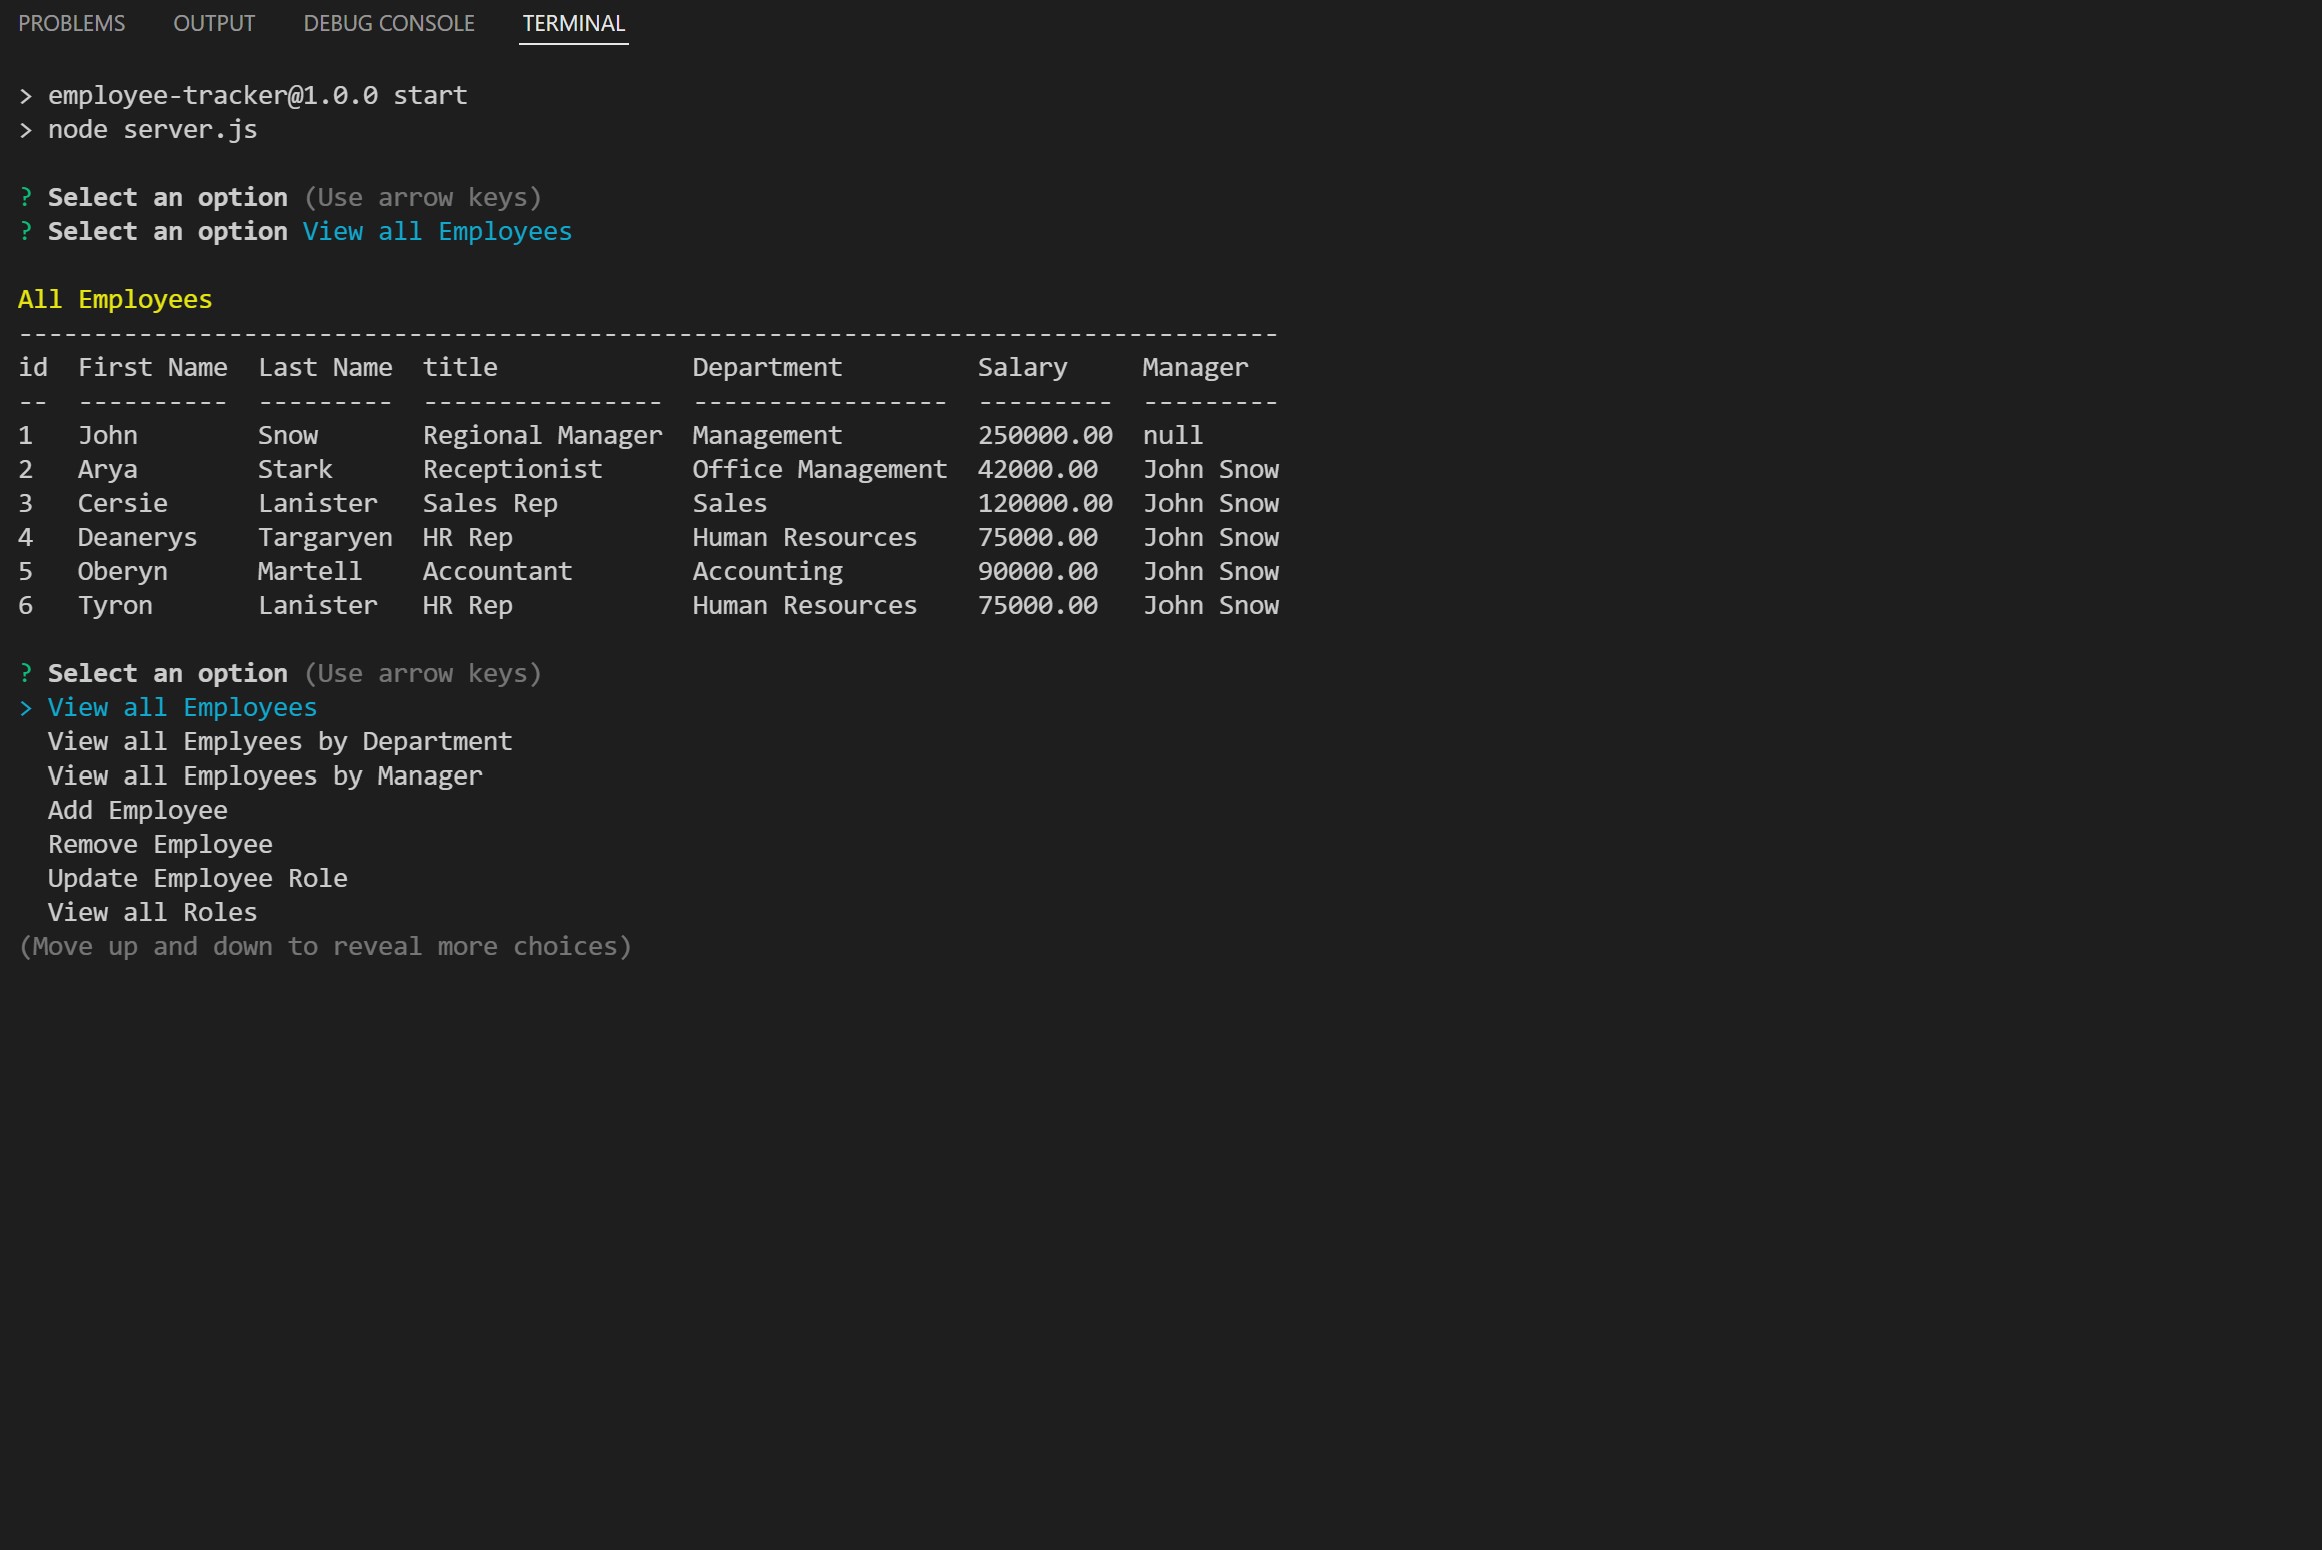 PROBLEMS OUTPUT DEBUG CONSOLE TERMINAL
> employee-tracker@1.0.0 start
> node server.js
? Select an option (Use arrow keys)
? Select an option View all Employees
All Employees
------------------------------------------------------------------------------------
id  First Name  Last Name  title             Department         Salary     Manager
--  ----------  ---------  ----------------  -----------------  ---------  ---------
1   John        Snow       Regional Manager  Management         250000.00  null
2   Arya        Stark      Receptionist      Office Management  42000.00   John Snow
3   Cersie      Lanister   Sales Rep         Sales              120000.00  John Snow
4   Deanerys    Targaryen  HR Rep            Human Resources    75000.00   John Snow
5   Oberyn      Martell    Accountant        Accounting         90000.00   John Snow
6   Tyron       Lanister   HR Rep            Human Resources    75000.00   John Snow
? Select an option (Use arrow keys)
> View all Employees
  View all Emplyees by Department
  View all Employees by Manager
  Add Employee
  Remove Employee
  Update Employee Role
  View all Roles
(Move up and down to reveal more choices)